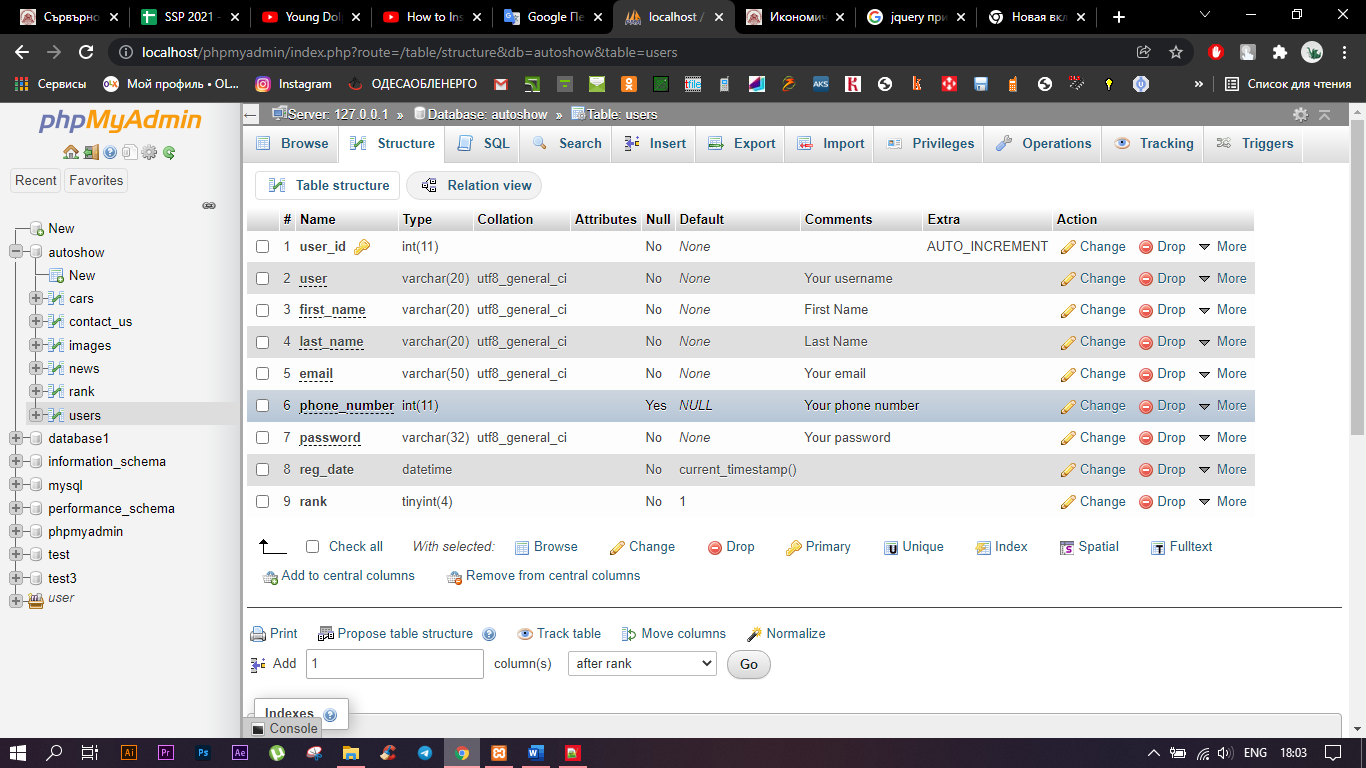 Сървърно
SSP 2021 -
Young Dol
How to Ins
Google Пе
localhost /
Икономич
jquery при
Новая вкл
localhost/phpmyadmin/index.php?route=/table/structure&db=autoshow&table=users
Сервисы
Мой профиль • OL...
Instagram
ОДЕСАОБЛЕНЕРГО
AKS
»
Список для чтения
phpMyAdmin
Recent Favorites
New
autoshow
New
cars
contact_us
images
news
rank
users
database1
information_schema
mysql
performance_schema
phpmyadmin
test
test3
user
Server: 127.0.0.1 » Database: autoshow » Table: users
Browse Structure SQL Search Insert Export Import Privileges Operations Tracking Triggers
Table structure Relation view
# Name Type Collation Attributes Null Default Comments Extra Action
1 user_id int(11) No None AUTO_INCREMENT Change Drop More
2 user varchar(20) utf8_general_ci No None Your username Change Drop More
3 first_name varchar(20) utf8_general_ci No None First Name Change Drop More
4 last_name varchar(20) utf8_general_ci No None Last Name Change Drop More
5 email varchar(50) utf8_general_ci No None Your email Change Drop More
6 phone_number int(11) Yes NULL Your phone number Change Drop More
7 password varchar(32) utf8_general_ci No None Your password Change Drop More
8 reg_date datetime No current_timestamp() Change Drop More
9 rank tinyint(4) No 1 Change Drop More
Check all With selected: Browse Change Drop Primary Unique Index Spatial Fulltext
Add to central columns Remove from central columns
Print Propose table structure Track table Move columns Normalize
Add 1 column(s) after rank Go
Indexes
Console
Ai Pr Ps Ae
ENG 18:03